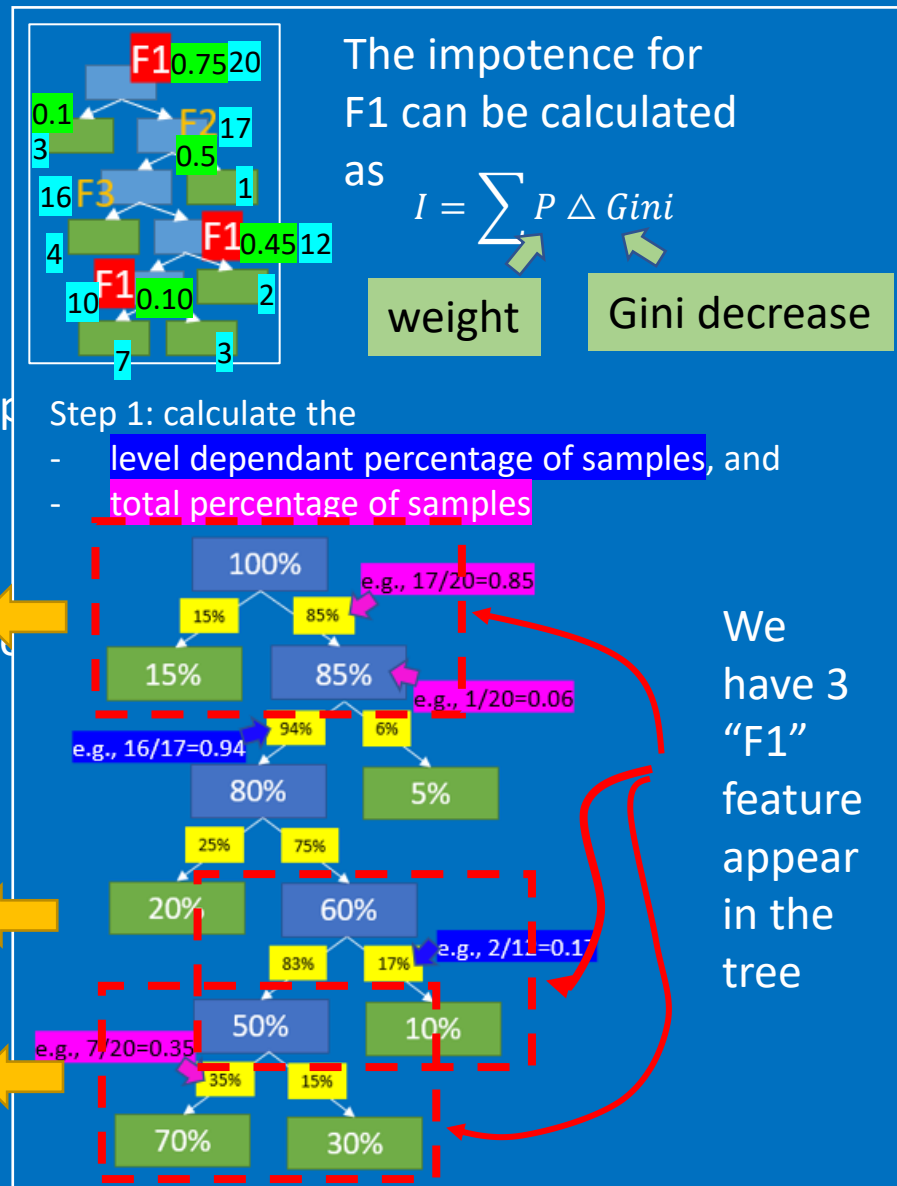 F1 0.75 20
0.1
3
F2 17
0.5
16 F3
1
4
F1 0.45 12
10 F1 0.10
2
7
3
The impotence for
F1 can be calculated
as
I = ∑ P △ Gini
weight
Gini decrease
Step 1: calculate the
- level dependant percentage of samples, and
- total percentage of samples
100%
e.g., 17/20=0.85
15% 85%
15% 85%
e.g., 1/20=0.06
94% 6%
e.g., 16/17=0.94
80% 5%
25% 75%
20% 60%
e.g., 2/12=0.17
83% 17%
50% 10%
e.g., 7/20=0.35
35% 15%
70% 30%
We
have 3
“F1”
feature
appear
in the
tree